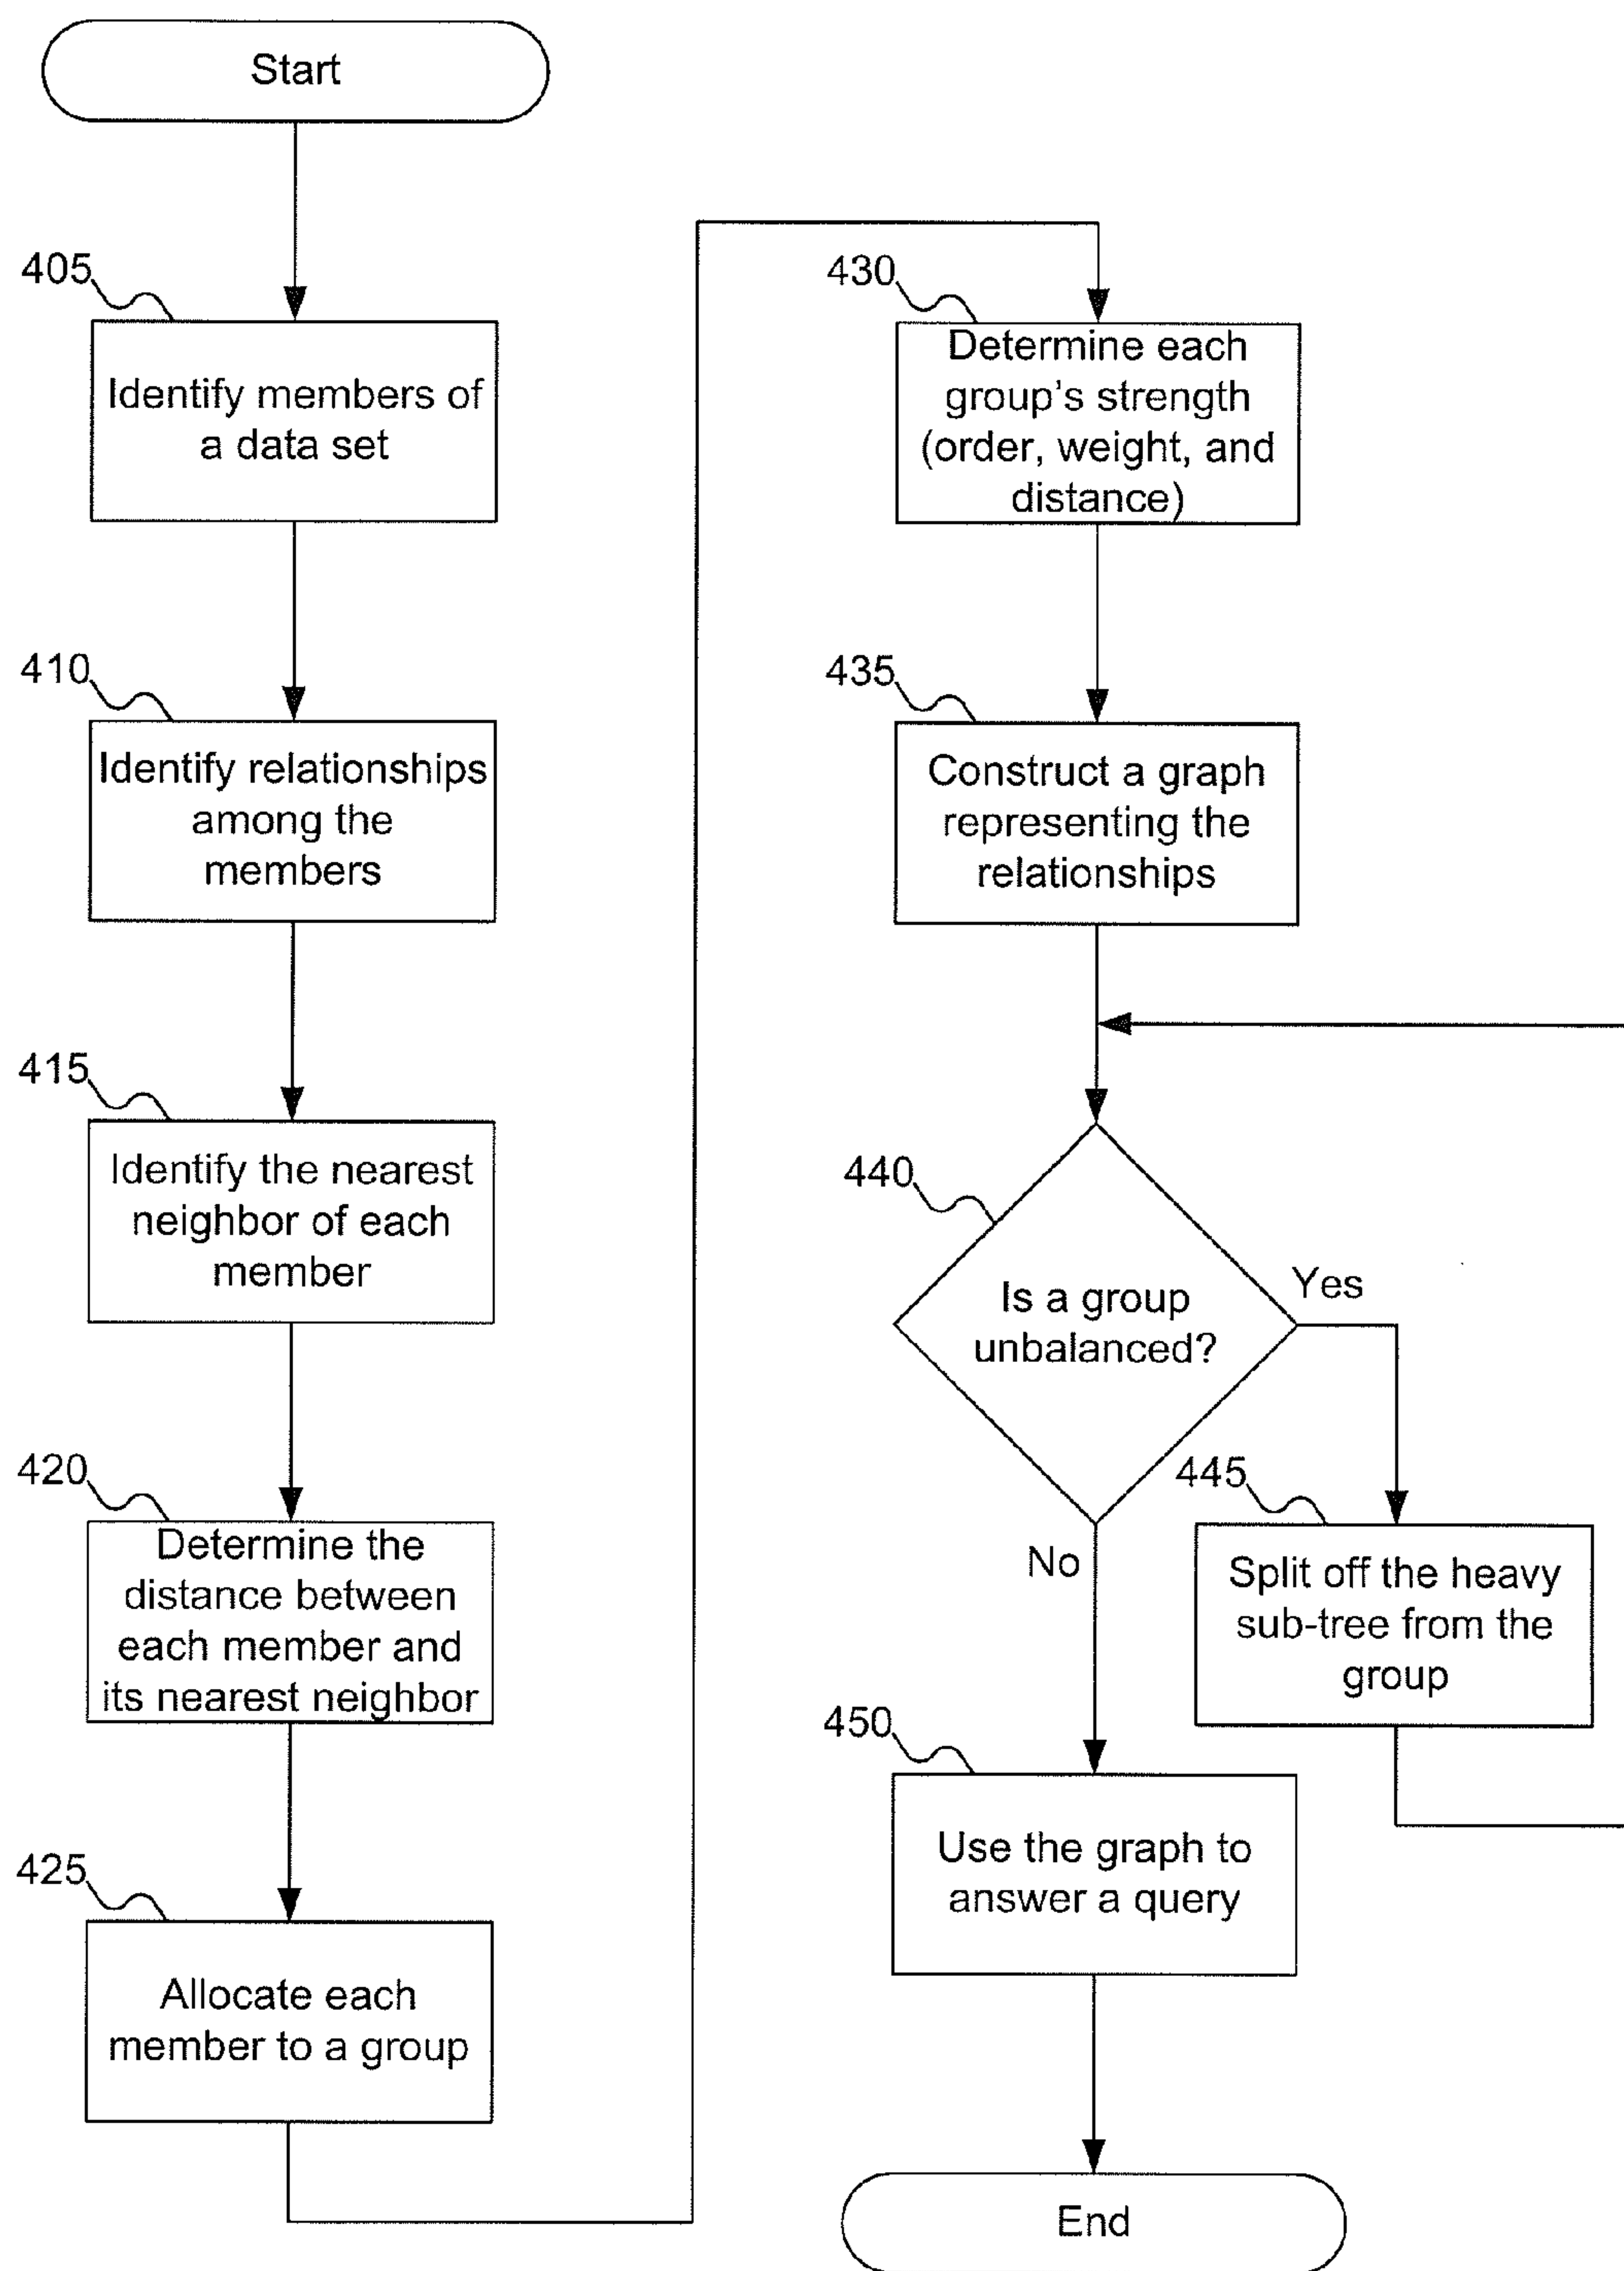 Start
405
Identify members of
a data set
410
Identify relationships
among the
members
415
Identify the nearest
neighbor of each
member
420
Determine the
distance between
each member and
its nearest neighbor
425
Allocate each
member to a group
430
Determine each
group's strength
(order, weight, and
distance)
435
Construct a graph
representing the
relationships
440
Is a group
unbalanced?
Yes
No
445
Split off the heavy
sub-tree from the
group
450
Use the graph to
answer a query
End